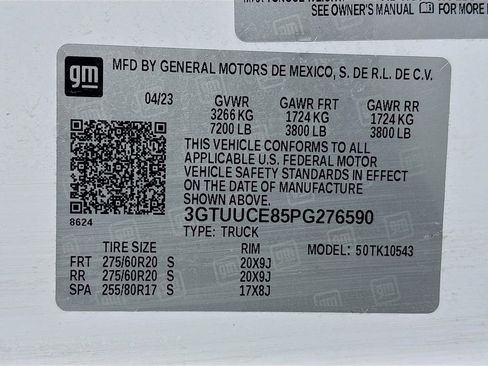 SEE OWNER'S MANUAL FOR MORE
gm MFD BY GENERAL MOTORS DE MEXICO, S. DE R.L. DE C.V.
04/23 GVWR GAWR FRT GAWR RR
3266 KG 1724 KG 1724 KG
7200 LB 3800 LB 3800 LB
THIS VEHICLE CONFORMS TO ALL
APPLICABLE U.S. FEDERAL MOTOR
VEHICLE SAFETY STANDARDS IN EFFECT
ON THE DATE OF MANUFACTURE
SHOWN ABOVE.
8624 3GTUUCE85PG276590
TYPE: TRUCK
TIRE SIZE RIM MODEL: 50TK10543
FRT 275/60R20 S 20X9J
RR 275/60R20 S 20X9J
SPA 255/80R17 S 17X8J